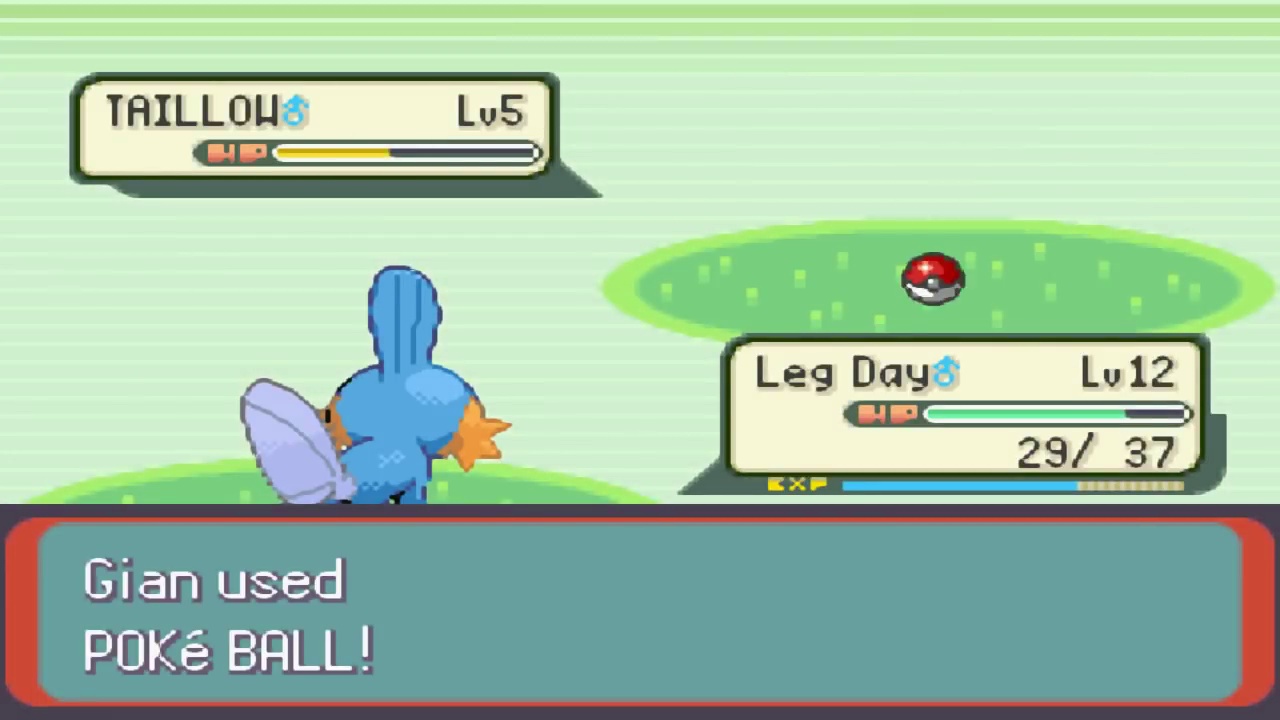 TAILLOW♂ Lv5
HP
Leg Day♂ Lv12
HP
29/ 37
EXP
Gian used
POKé BALL!